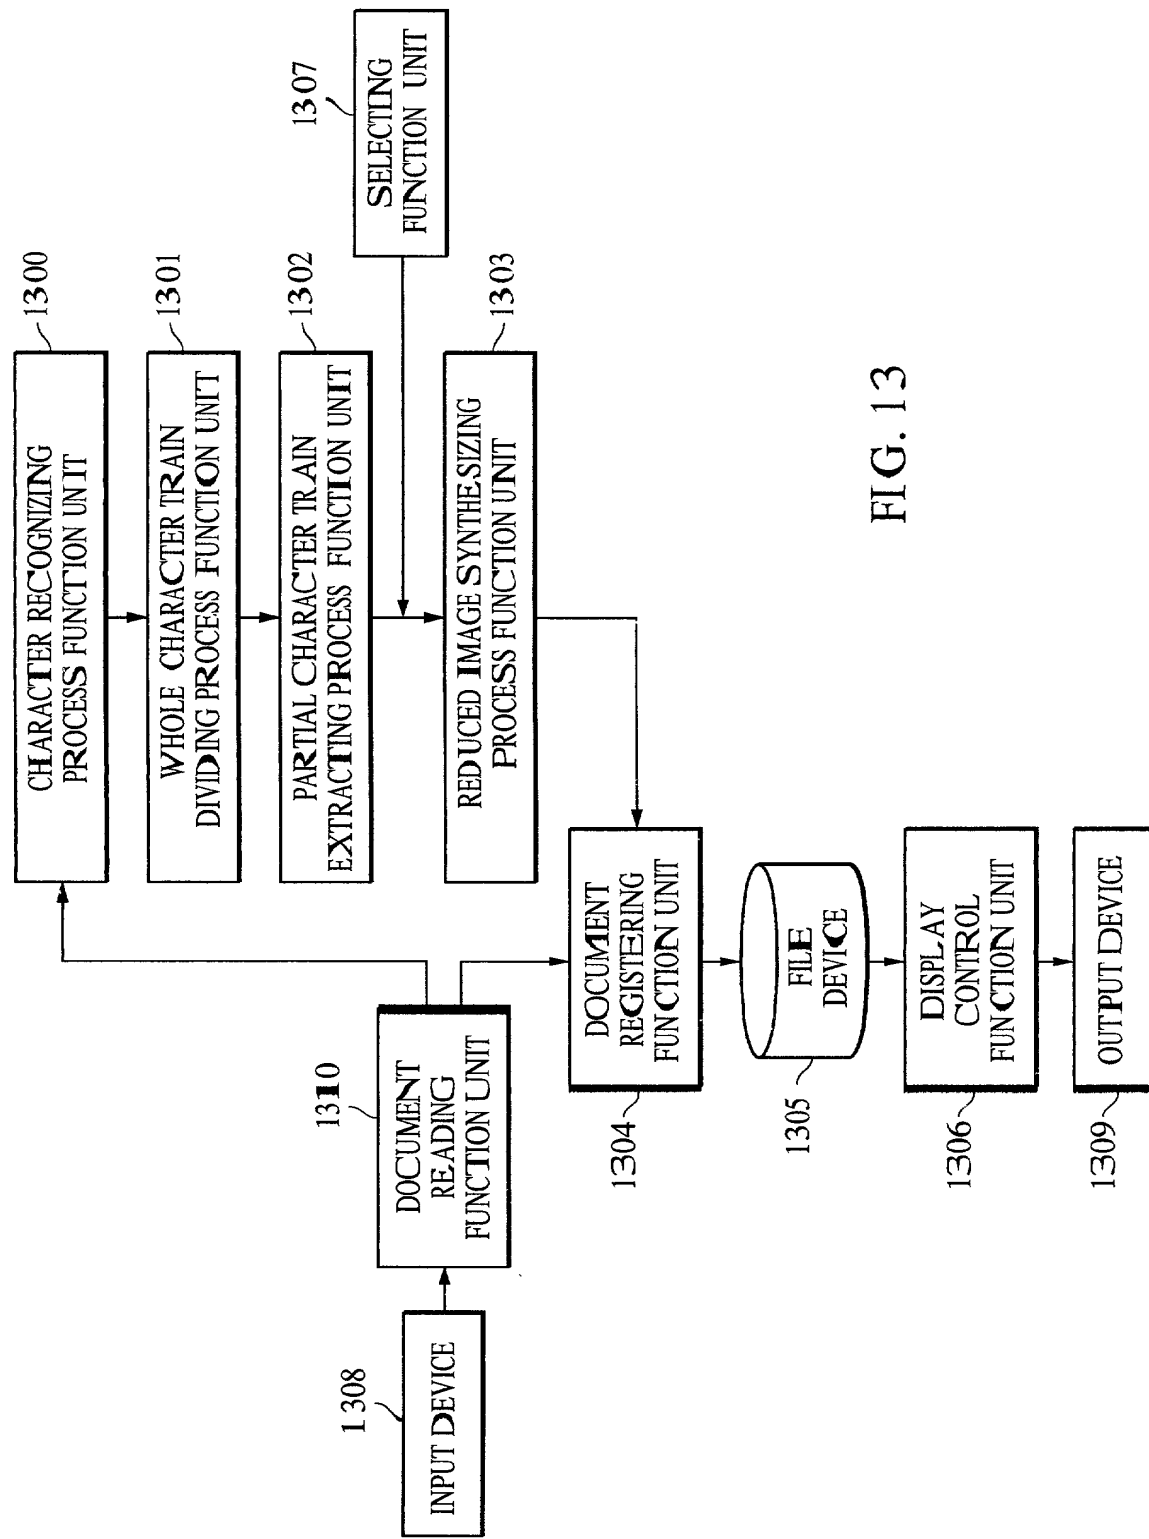 1300
CHARACTER RECOGNIZING
PROCESS FUNCTION UNIT
1301
WHOLE CHARACTER TRAIN
DIVIDING PROCESS FUNCTION UNIT
1302
PARTIAL CHARACTER TRAIN
EXTRACTING PROCESS FUNCTION UNIT
1307
SELECTING
FUNCTION UNIT
1303
REDUCED IMAGE SYNTHESIZING
PROCESS FUNCTION UNIT
1308
INPUT DEVICE
1310
DOCUMENT
READING
FUNCTION UNIT
1304
DOCUMENT
REGISTERING
FUNCTION UNIT
1305
FILE
DEVICE
1306
DISPLAY
CONTROL
FUNCTION UNIT
1309
OUTPUT DEVICE
FIG. 13